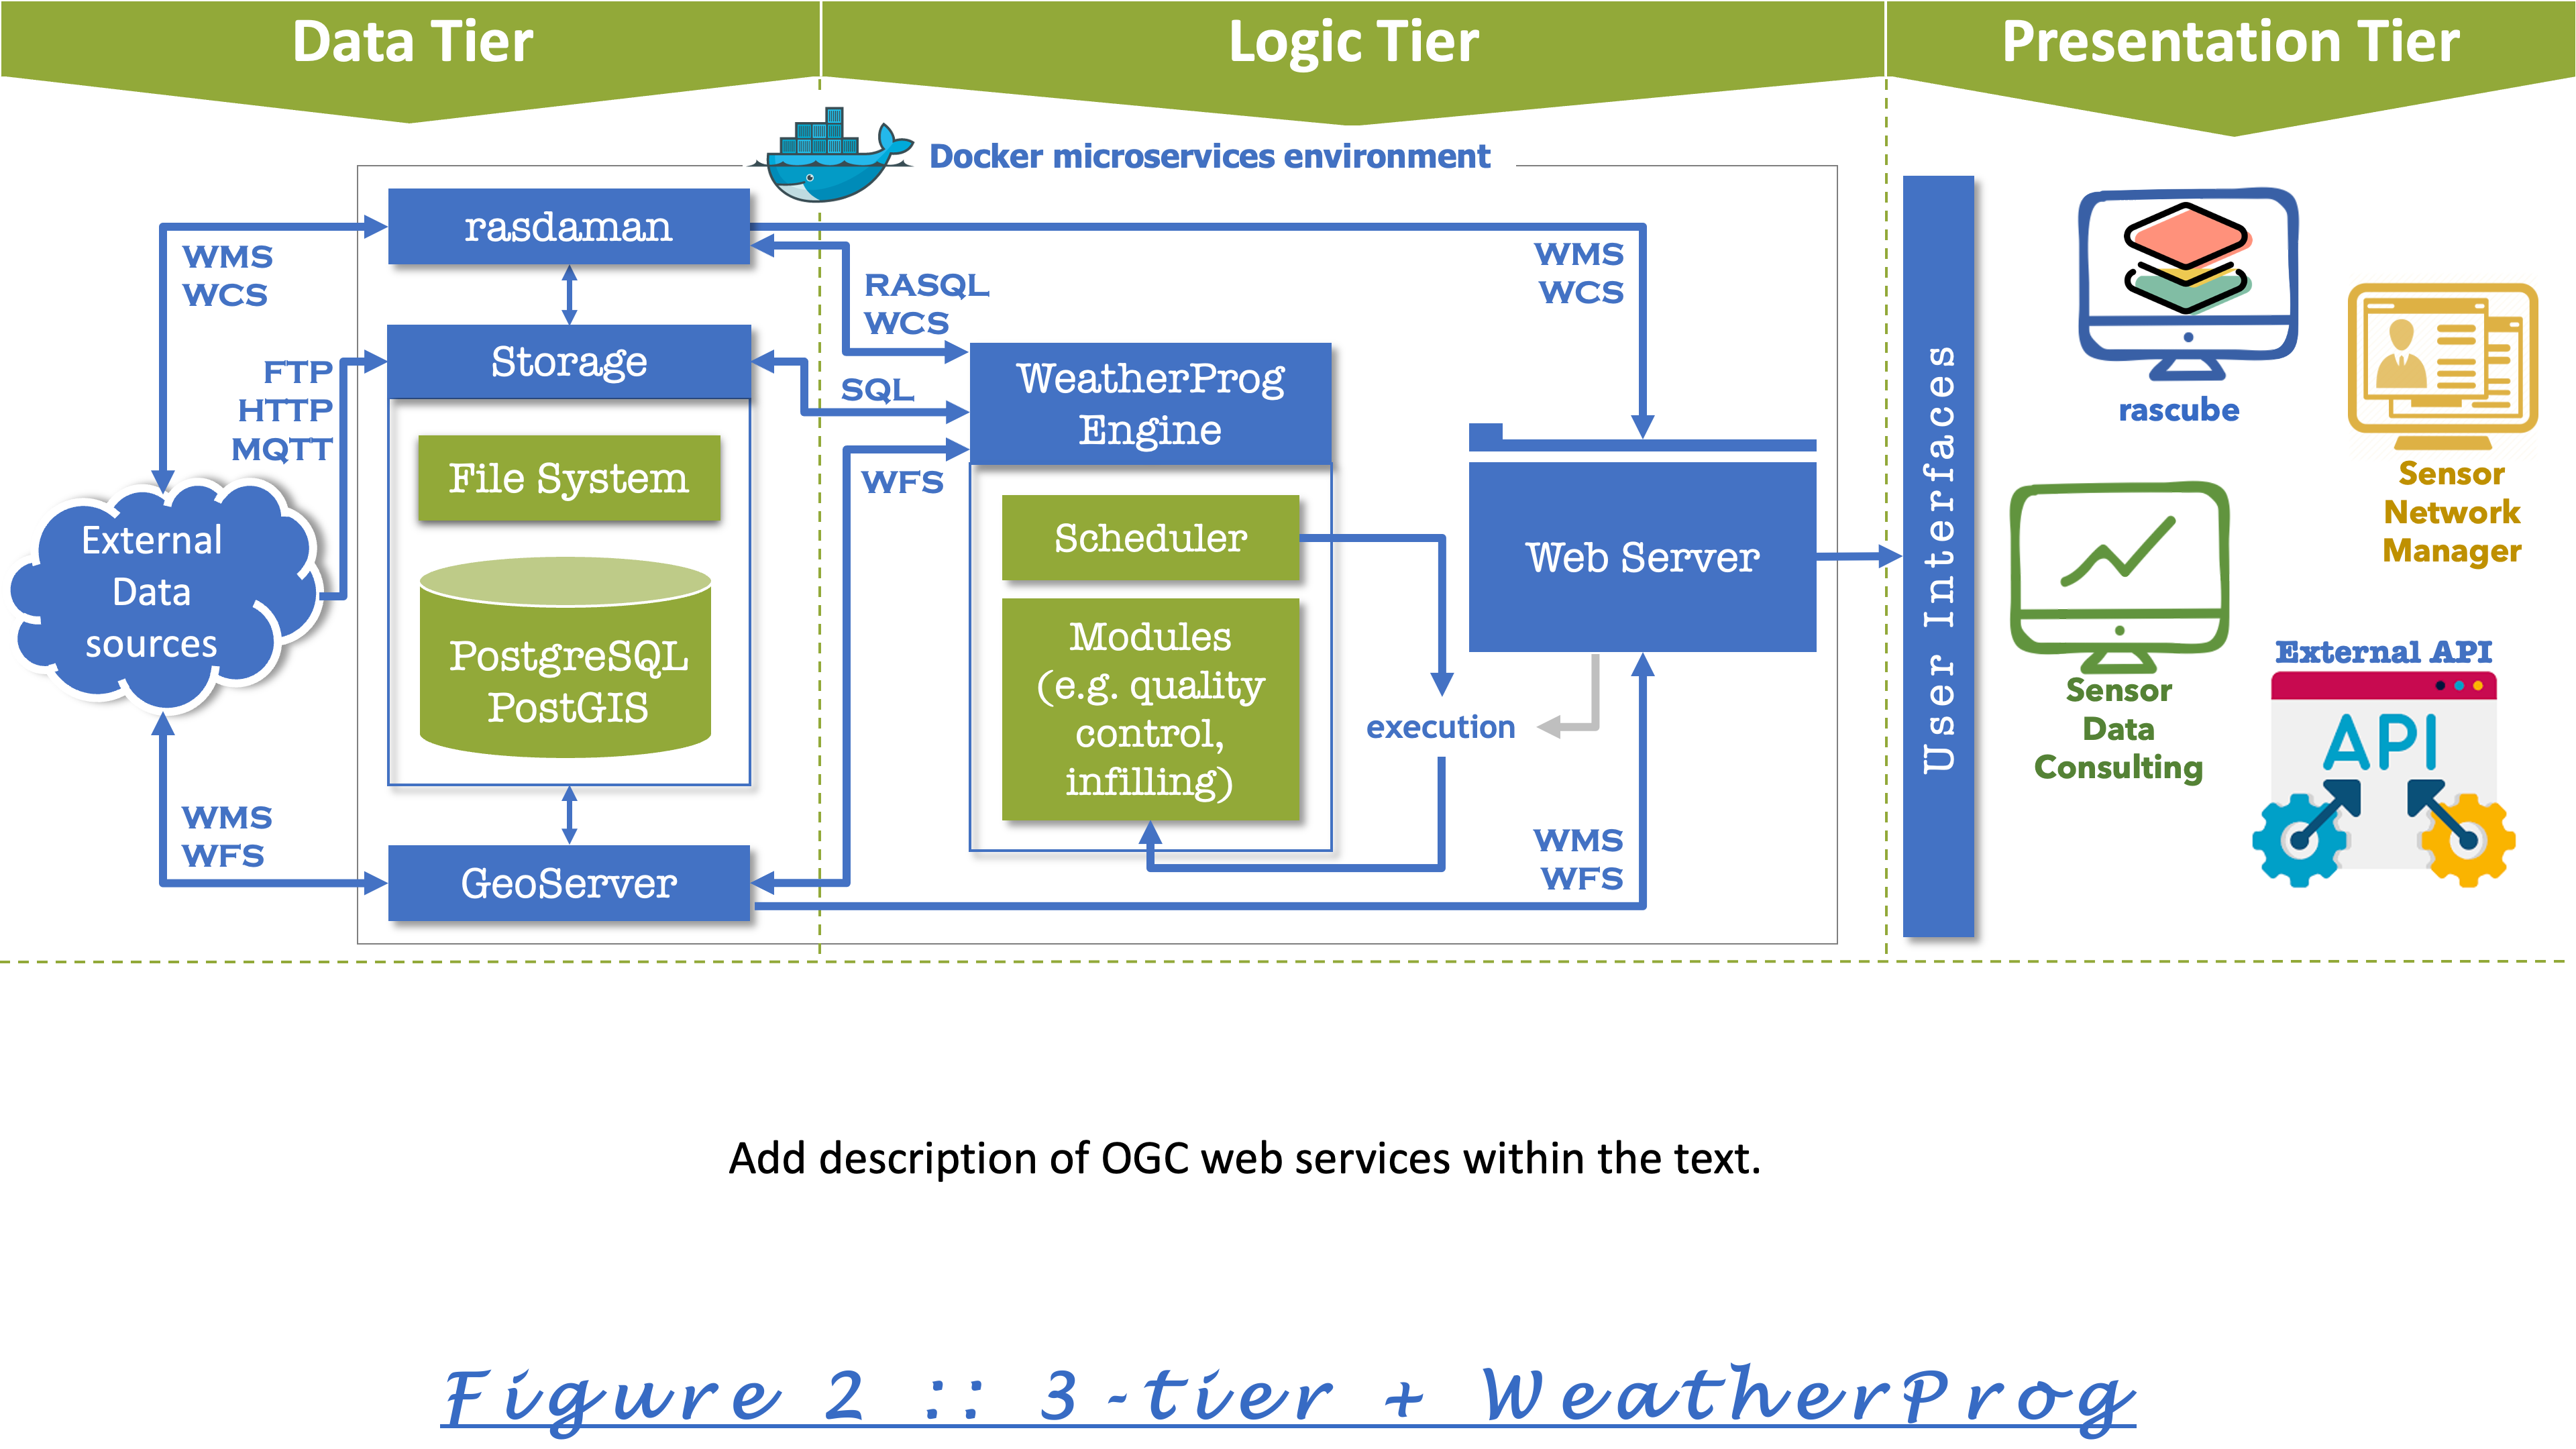 Data Tier
Logic Tier
Presentation Tier
Docker microservices environment
rasdaman
WMS
WCS
RASQL
WCS
WMS
WCS
Storage
FTP
HTTP
MQTT
SQL
WeatherProg
Engine
File System
WFS
External
Data
sources
PostgreSQL
PostGIS
Scheduler
Modules
(e.g. quality
control,
infilling)
execution
Web Server
WMS
WFS
GeoServer
WMS
WFS
User Interfaces
rascube
Sensor
Network
Manager
Sensor
Data
Consulting
External API
API
Add description of OGC web services within the text.
Figure 2 :: 3-tier + WeatherProg